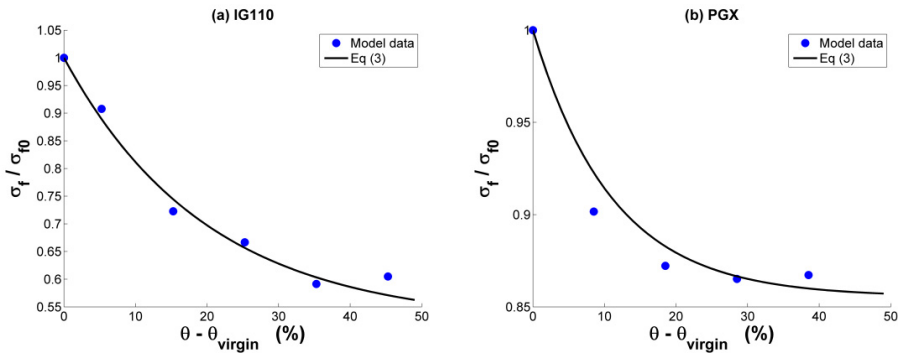 (a) IG110
1.05
1
0.95
0.9
0.85
0.8
0.75
0.7
0.65
0.6
0.55
σf / σf0
0 10 20 30 40 50
θ - θvirgin (%)
Model data
Eq (3)
(b) PGX
1
0.95
0.9
0.85
σf / σf0
0 10 20 30 40 50
θ - θvirgin (%)
Model data
Eq (3)